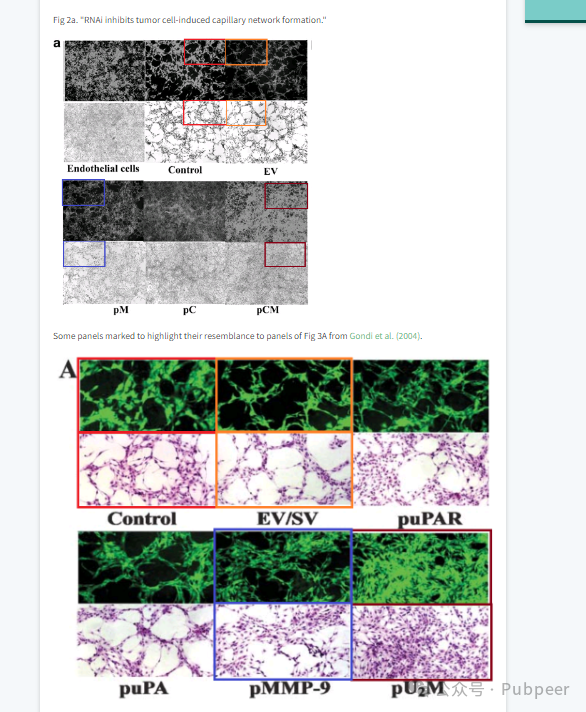 Fig 2a. "RNAi inhibits tumor cell-induced capillary network formation."
a
Endothelial cells Control EV
pM pC pCM
Some panels marked to highlight their resemblance to panels of Fig 3A from Gondi et al. (2004).
A
Control EV/SV puPAR
puPA pMMP-9 pU₂M
公众号 · Pubpeer